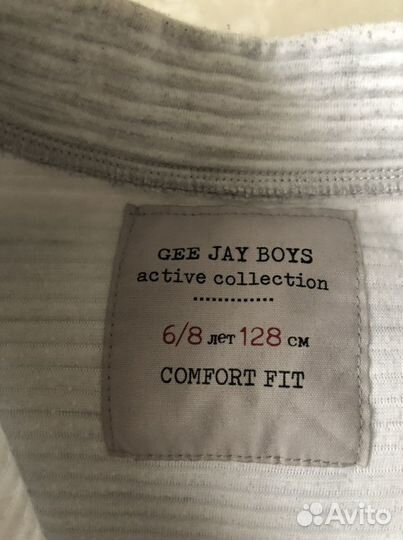 GEE JAY BOYS
active collection
6/8 лет 128 см
COMFORT FIT
Avito